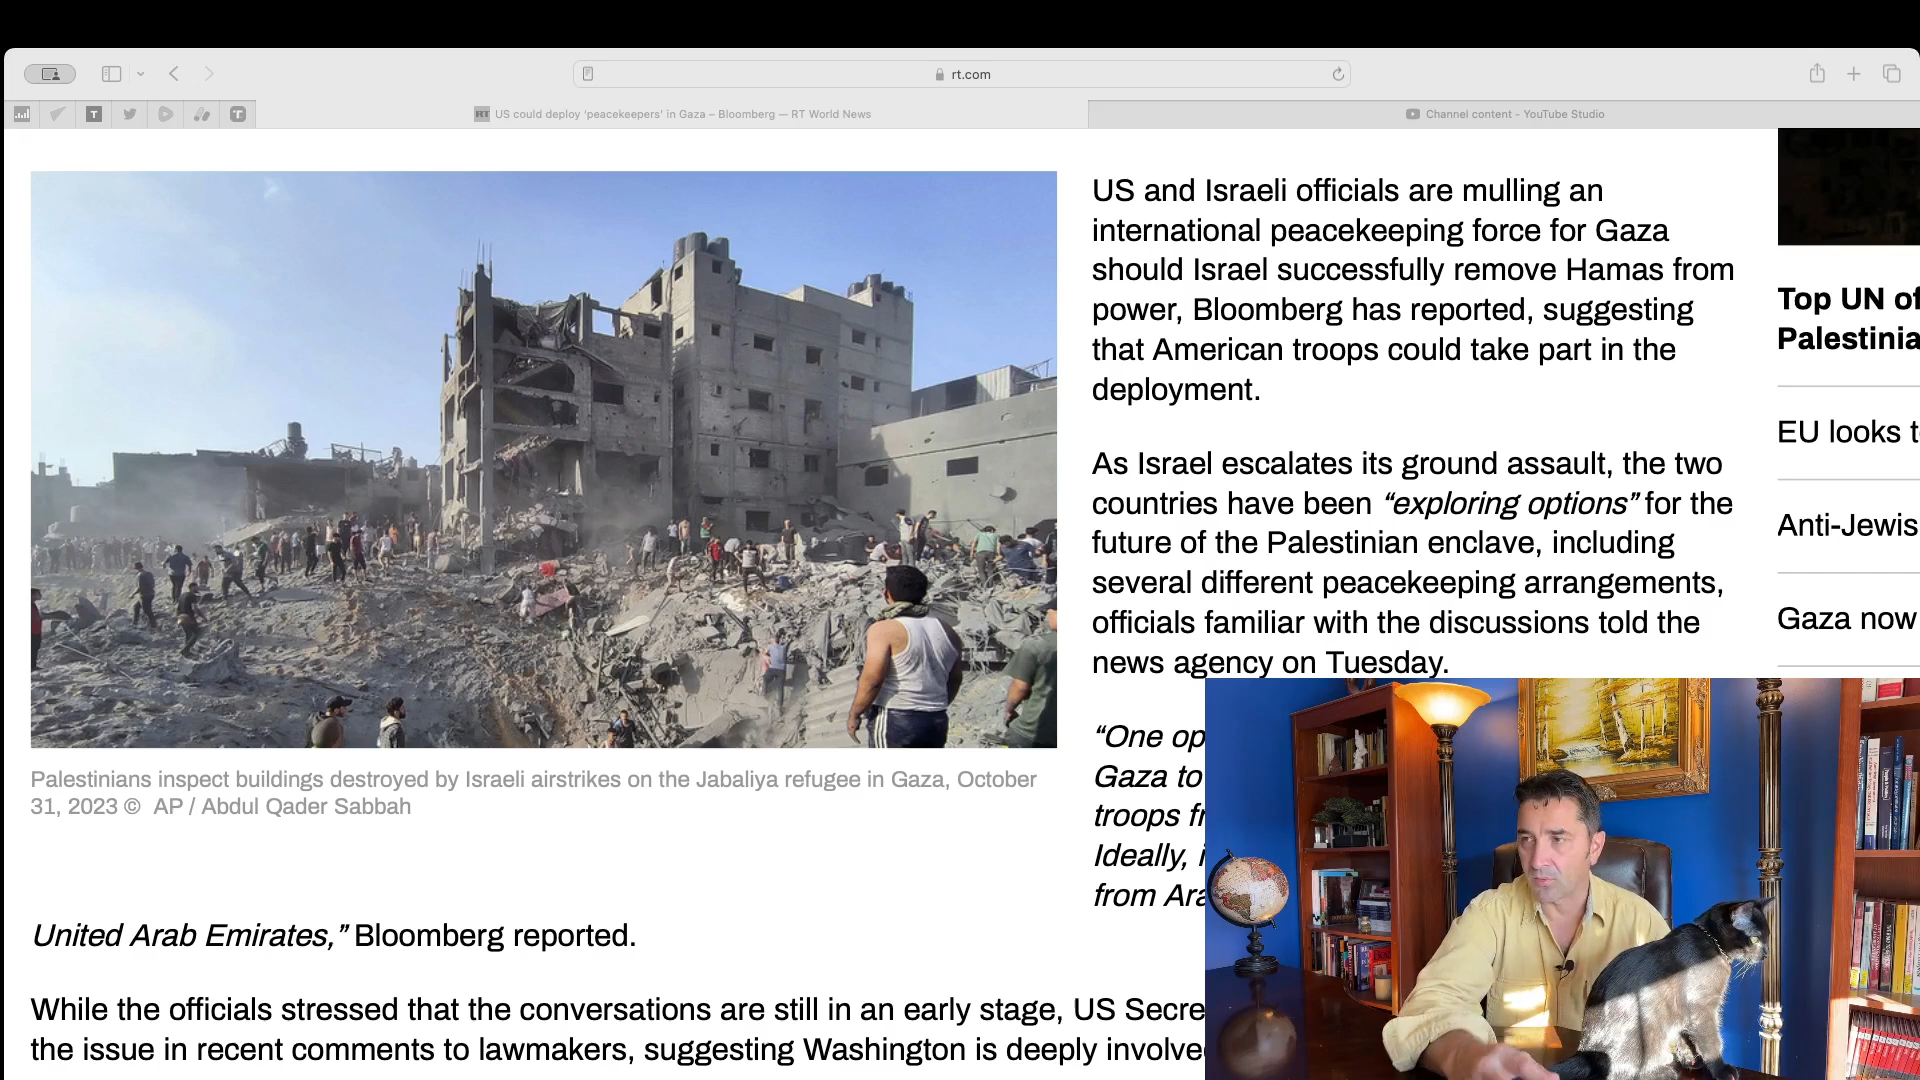 rt.com
US could deploy 'peacekeepers' in Gaza – Bloomberg — RT World News
Channel content - YouTube Studio
US and Israeli officials are mulling an
international peacekeeping force for Gaza
should Israel successfully remove Hamas from
power, Bloomberg has reported, suggesting
that American troops could take part in the
deployment.
As Israel escalates its ground assault, the two
countries have been “exploring options” for the
future of the Palestinian enclave, including
several different peacekeeping arrangements,
officials familiar with the discussions told the
news agency on Tuesday.
“One op
Gaza to
troops fr
Ideally, i
from Ara
Palestinians inspect buildings destroyed by Israeli airstrikes on the Jabaliya refugee in Gaza, October
31, 2023 © AP / Abdul Qader Sabbah
United Arab Emirates,” Bloomberg reported.
While the officials stressed that the conversations are still in an early stage, US Secre
the issue in recent comments to lawmakers, suggesting Washington is deeply involve
Top UN of
Palestinia
EU looks t
Anti-Jewis
Gaza now